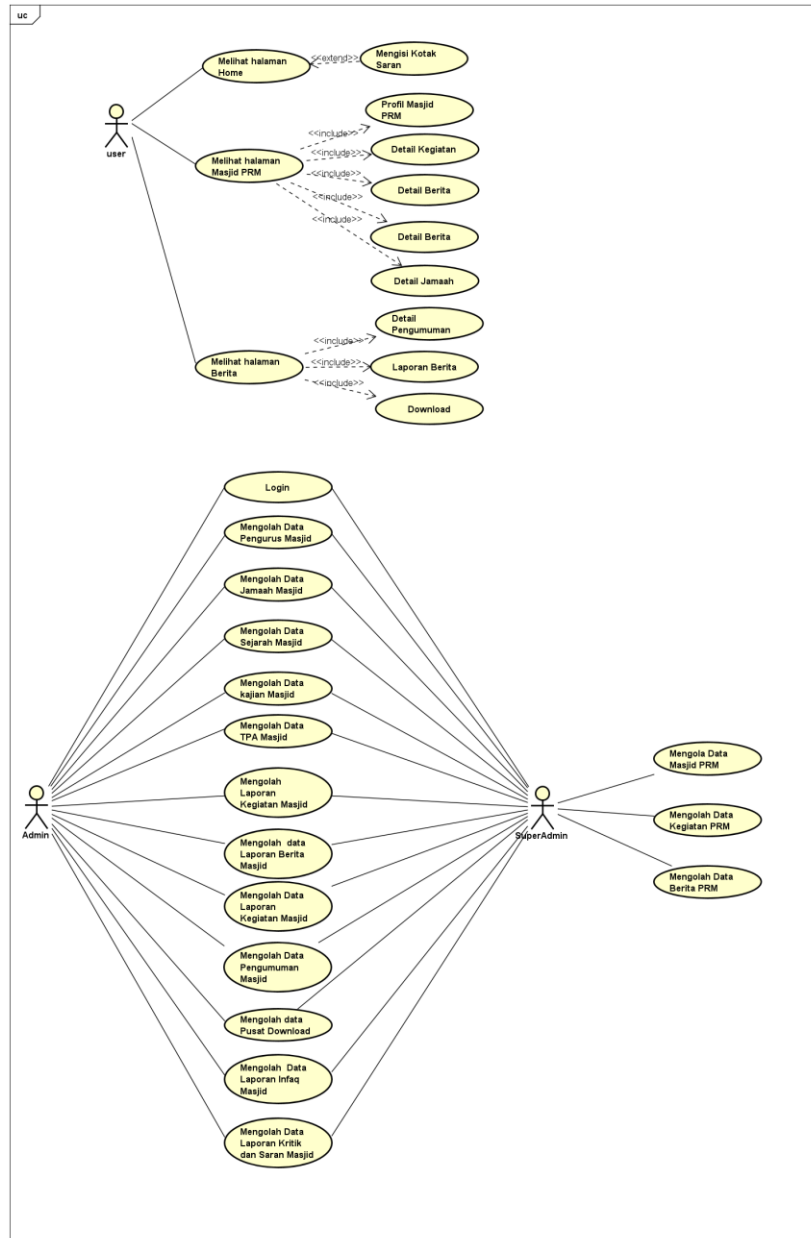 uc
Melihat halaman
Home
<<extend>>
Mengisi Kotak
Saran
user
Melihat halaman
Masjid PRM
<<include>>
Profil Masjid
PRM
<<include>>
Detail Kegiatan
<<include>>
Detail Berita
<<include>>
Detail Berita
<<include>>
Detail Jamaah
Melihat halaman
Berita
<<include>>
Detail
Pengumuman
<<include>>
Laporan Berita
<<include>>
Download
Login
Mengolah Data
Pengurus Masjid
Mengolah Data
Jamaah Masjid
Mengolah Data
Sejarah Masjid
Mengolah Data
kajian Masjid
Mengolah Data
TPA Masjid
Mengolah
Laporan
Kegiatan Masjid
Admin
SuperAdmin
Mengola Data
Masjid PRM
Mengolah Data
Kegiatan PRM
Mengolah Data
Berita PRM
Mengolah data
Laporan Berita
Masjid
Mengolah Data
Laporan
Kegiatan Masjid
Mengolah Data
Pengumuman
Masjid
Mengolah data
Pusat Download
Mengolah Data
Laporan Infaq
Masjid
Mengolah Data
Laporan Kritik
dan Saran Masjid